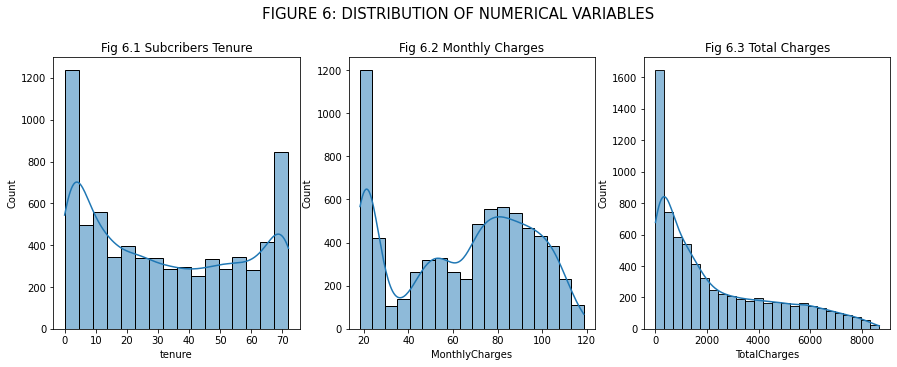 FIGURE 6: DISTRIBUTION OF NUMERICAL VARIABLES
Fig 6.1 Subcribers Tenure
Count
1200
1000
800
600
400
200
0
0 10 20 30 40 50 60 70
tenure
Fig 6.2 Monthly Charges
Count
1200
1000
800
600
400
200
0
20 40 60 80 100 120
MonthlyCharges
Fig 6.3 Total Charges
Count
1600
1400
1200
1000
800
600
400
200
0
0 2000 4000 6000 8000
TotalCharges